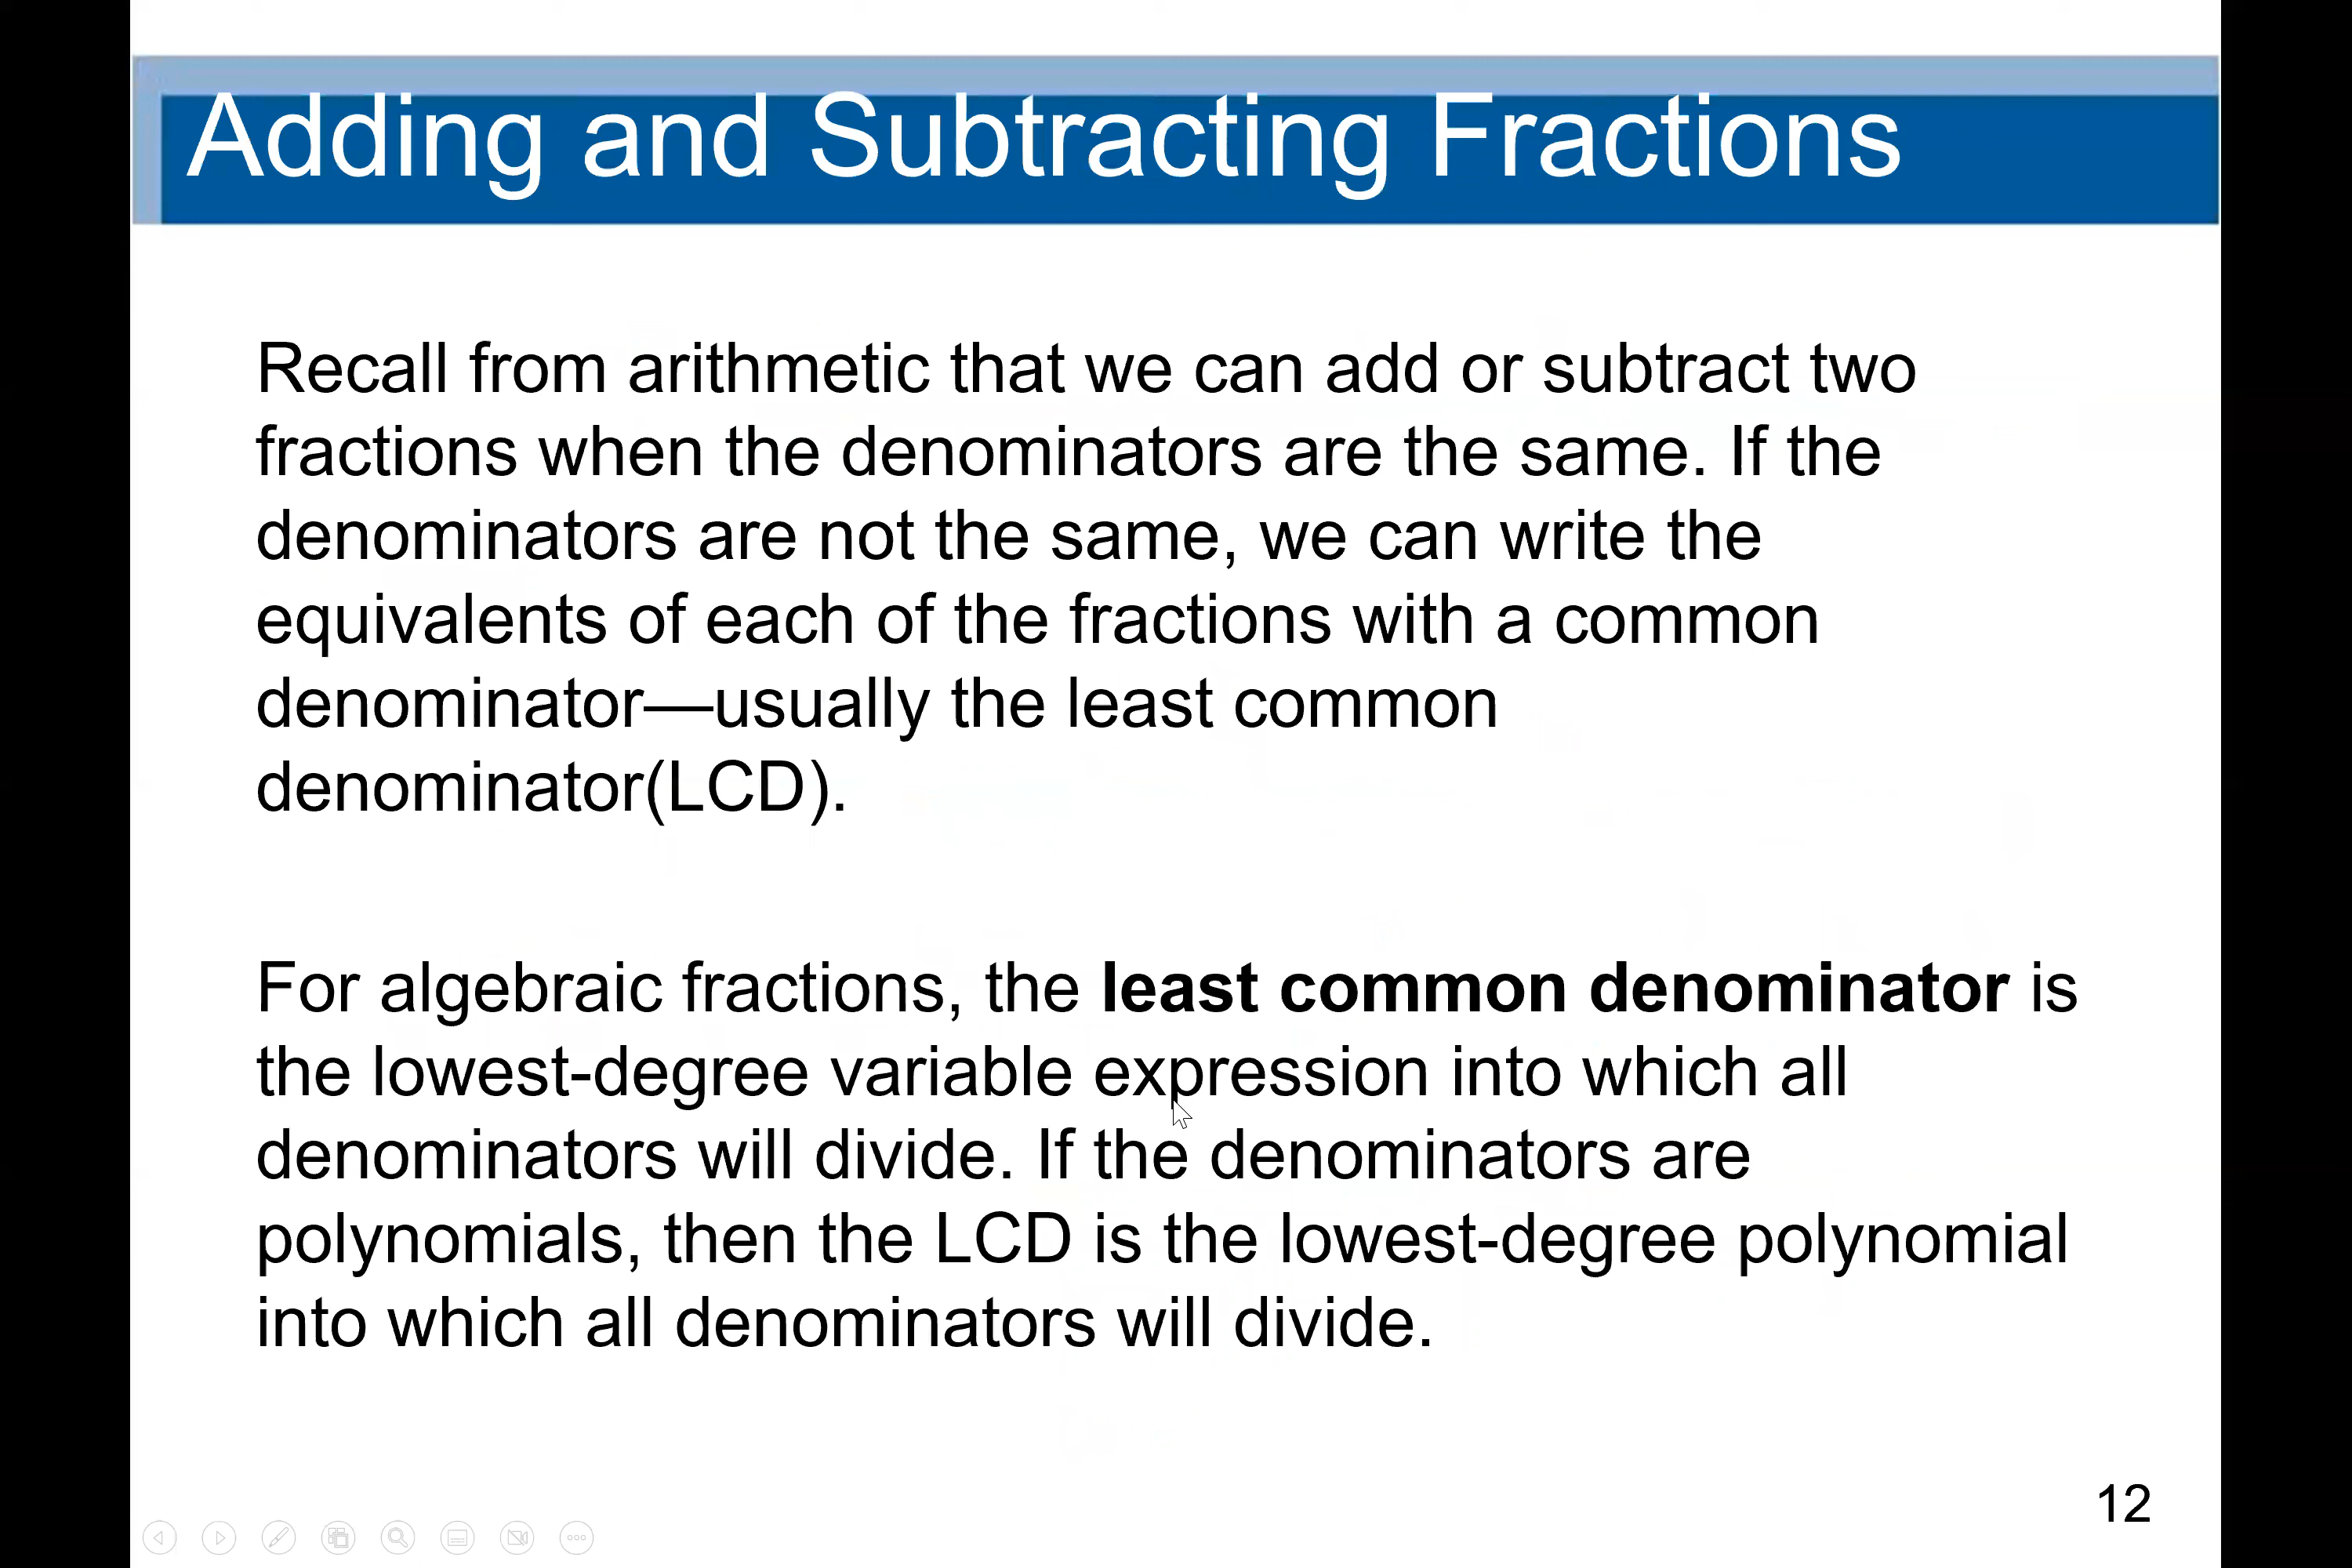 Adding and Subtracting Fractions
Recall from arithmetic that we can add or subtract two
fractions when the denominators are the same. If the
denominators are not the same, we can write the
equivalents of each of the fractions with a common
denominator—usually the least common
denominator(LCD).
For algebraic fractions, the least common denominator is
the lowest-degree variable expression into which all
denominators will divide. If the denominators are
polynomials, then the LCD is the lowest-degree polynomial
into which all denominators will divide.
12